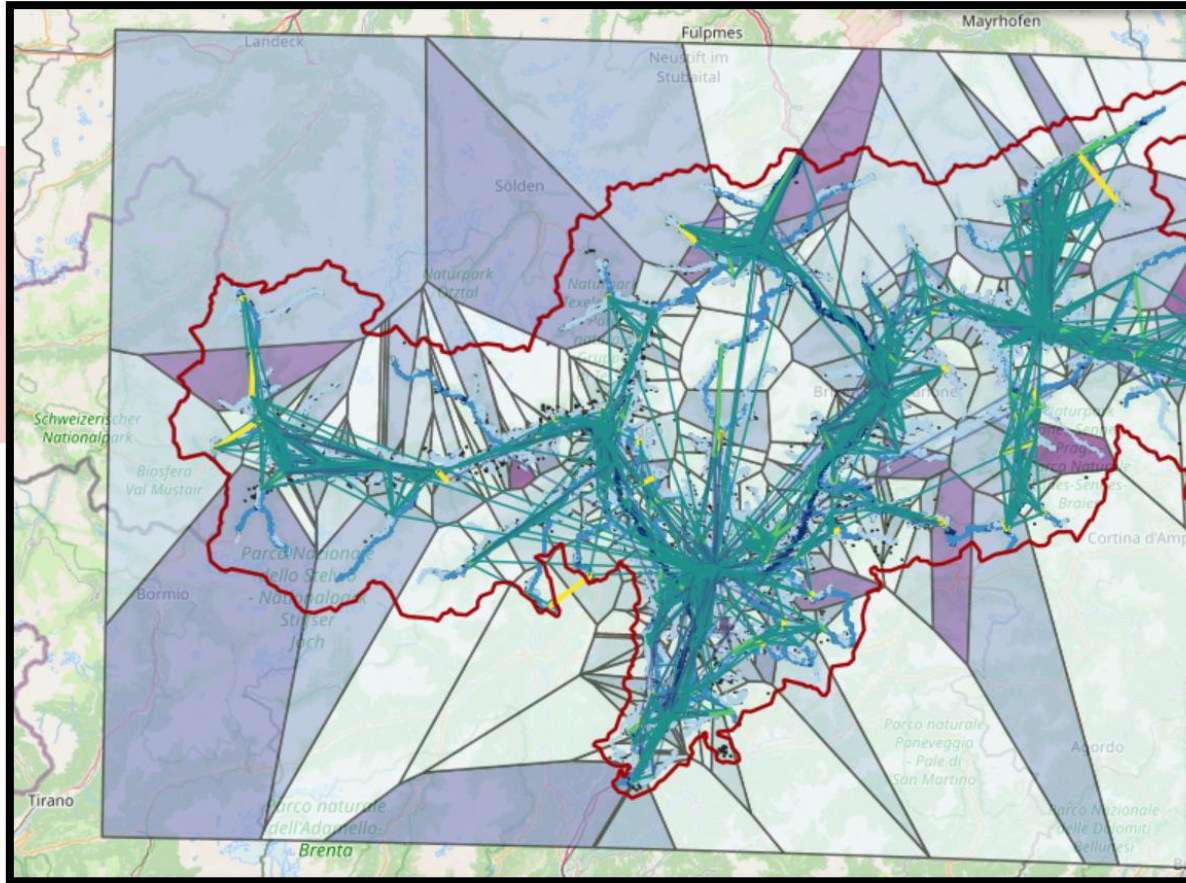 Mayrhofen
Fulpmes
Landeck
Neustift im
Stubaital
Sölden
Naturpark
Ötztal
Schweizerischer
Nationalpark
Biosfera
Val Mustair
Parco Nazionale
della Stelvio
- Nationalpark
Stilfser
Joch
Bormio
Cortina d'Amp
Parco naturale
Paneveggio
- Pale di
San Martino
Agordo
Tirano
Parco naturale
dell'Adamello-
Brenta
Parco Nazionale
delle Dolomiti
Bellunesi